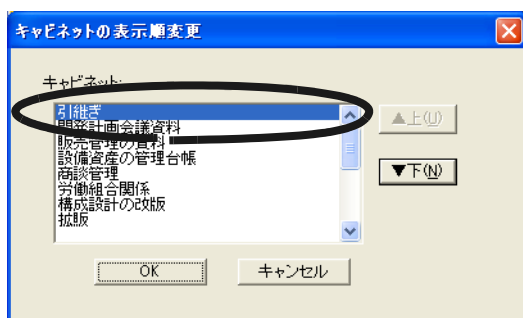 キャビネットの表示順変更
キャビネット:
引継ぎ
開発計画会議資料
販売管理の資料
設備資産の管理台帳
商談管理
労働組合関係
構成設計の改版
拡販
▲上(U)
▼下(N)
OK
キャンセル